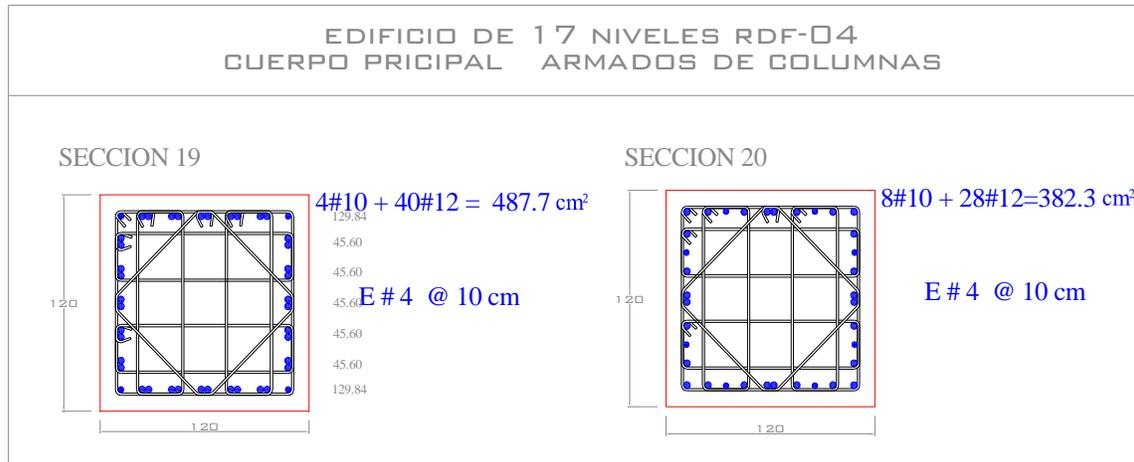 EDIFICIO DE 17 NIVELES RDF-04
CUERPO PRICIPAL ARMADOS DE COLUMNAS
SECCION 19
4#10 + 40#12 = 487.7 cm²
129.84
45.60
45.60
45.60
45.60
45.60
129.84
E # 4 @ 10 cm
120
120
SECCION 20
8#10 + 28#12=382.3 cm²
E # 4 @ 10 cm
120
120